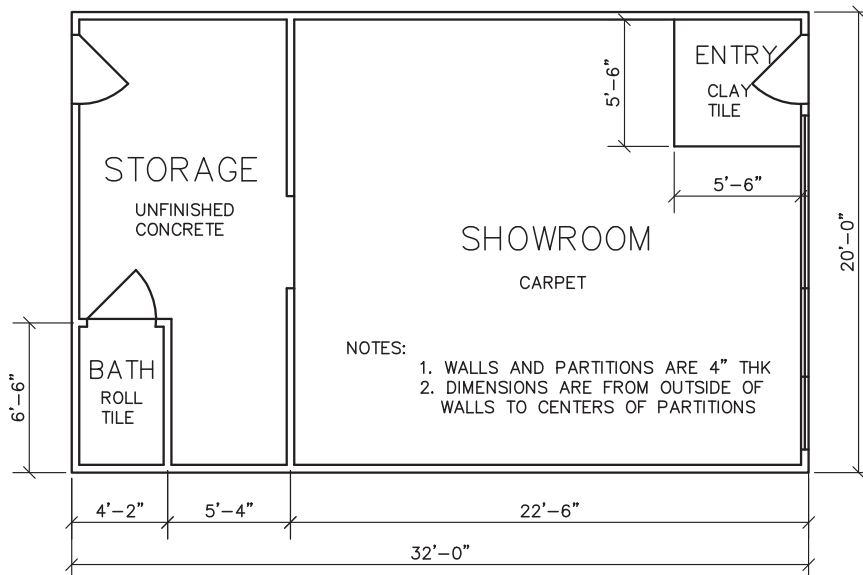 ENTRY
CLAY
TILE
5'-6"
5'-6"
STORAGE
UNFINISHED
CONCRETE
SHOWROOM
CARPET
20'-0"
NOTES:
1. WALLS AND PARTITIONS ARE 4" THK
2. DIMENSIONS ARE FROM OUTSIDE OF
WALLS TO CENTERS OF PARTITIONS
BATH
ROLL
TILE
6'-6"
4'-2"
5'-4"
22'-6"
32'-0"